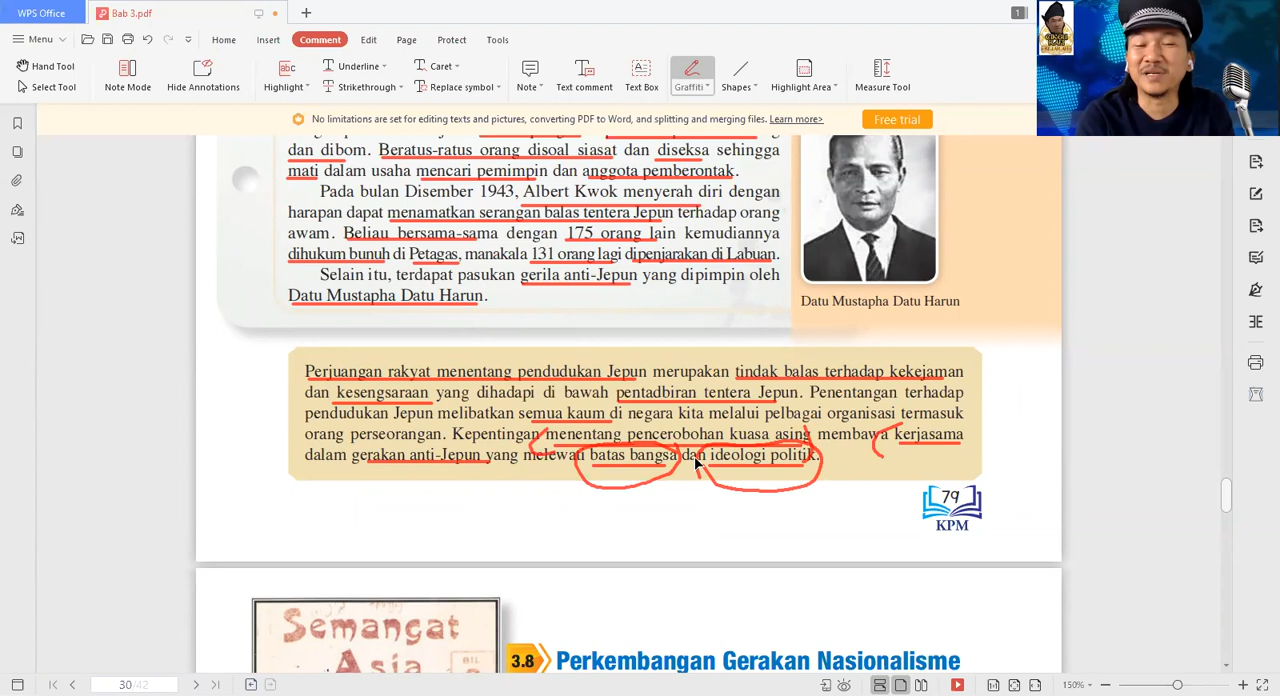 WPS Office
Bab 3.pdf
1
Menu
Home
Insert
Comment
Edit
Page
Protect
Tools
Hand Tool
Select Tool
Note Mode
Hide Annotations
Highlight
Underline
Strikethrough
Caret
Replace symbol
Note
Text comment
Text Box
Graffiti
Shapes
Highlight Area
Measure Tool
No limitations are set for editing texts and pictures, converting PDF to Word, and splitting and merging files. Learn more>
Free trial
dan dibom. Beratus-ratus orang disoal siasat dan diseksa sehingga
mati dalam usaha mencari pemimpin dan anggota pemberontak.
Pada bulan Disember 1943, Albert Kwok menyerah diri dengan
harapan dapat menamatkan serangan balas tentera Jepun terhadap orang
awam. Beliau bersama-sama dengan 175 orang lain kemudiannya
dihukum bunuh di Petagas, manakala 131 orang lagi dipenjarakan di Labuan.
Selain itu, terdapat pasukan gerila anti-Jepun yang dipimpin oleh
Datu Mustapha Datu Harun.
Datu Mustapha Datu Harun
Perjuangan rakyat menentang pendudukan Jepun merupakan tindak balas terhadap kekejaman
dan kesengsaraan yang dihadapi di bawah pentadbiran tentera Jepun. Penentangan terhadap
pendudukan Jepun melibatkan semua kaum di negara kita melalui pelbagai organisasi termasuk
orang perseorangan. Kepentingan menentang pencerobohan kuasa asing membawa kerjasama
dalam gerakan anti-Jepun yang melewati batas bangsa dan ideologi politik.
79
KPM
Semangat
Asia
BIL
3.8 Perkembangan Gerakan Nasionalisme
30/42
150%